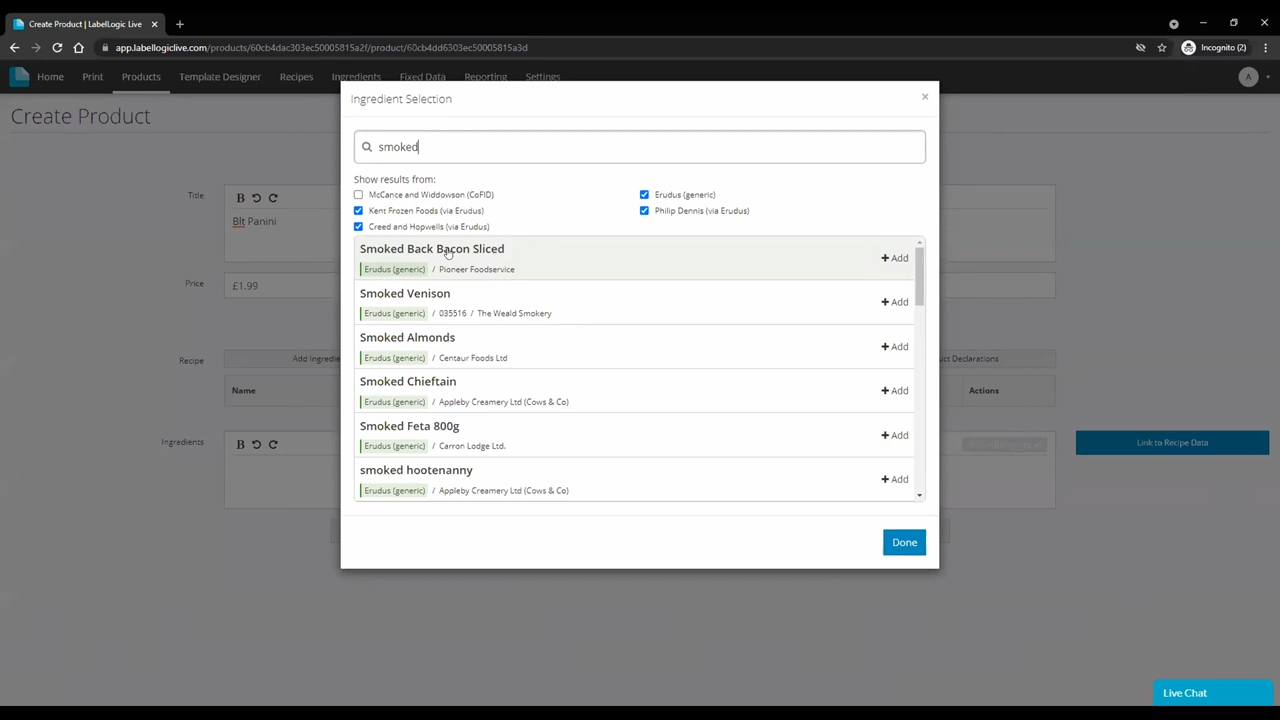 Create Product | LabelLogic Live
app.labellogiclive.com/products/60cb4dac303ec50005815a2f/product/60cb4dd6303ec50005815a3d
Incognito (2)
Home Print Products Template Designer Recipes Ingredients Fixed Data Reporting Settings A
Create Product
Ingredient Selection
smoked
Show results from:
McCance and Widdowson (CoFID) Erudus (generic)
Kent Frozen Foods (via Erudus) Philip Dennis (via Erudus)
Creed and Hopwells (via Erudus)
Smoked Back Bacon Sliced
Erudus (generic) / Pioneer Foodservice
+ Add
Smoked Venison
Erudus (generic) / 035516 / The Weald Smokery
+ Add
Smoked Almonds
Erudus (generic) / Centaur Foods Ltd
+ Add
Smoked Chieftain
Erudus (generic) / Appleby Creamery Ltd (Cows & Co)
+ Add
Smoked Feta 800g
Erudus (generic) / Carron Lodge Ltd.
+ Add
smoked hootenanny
Erudus (generic) / Appleby Creamery Ltd (Cows & Co)
+ Add
Done
Title
B
Blt Panini
Price
£1.99
Recipe
Add Ingredie
ct Declarations
Name
Actions
Ingredients
B
Link to Recipe Data
Live Chat